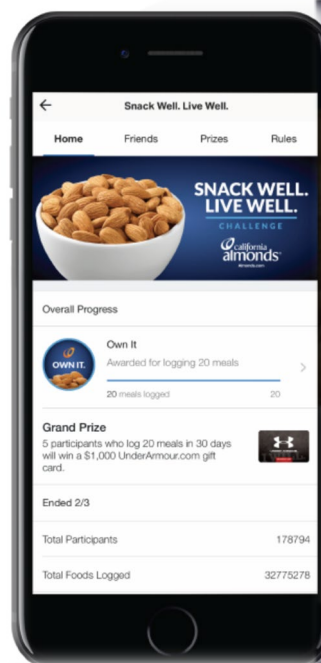 Snack Well. Live Well.
Home Friends Prizes Rules
SNACK WELL.
LIVE WELL.
CHALLENGE
california
almonds
Almonds.com
Overall Progress
Own It
OWN IT.
Awarded for logging 20 meals
20 meals logged 20
Grand Prize
5 participants who log 20 meals in 30 days
will win a $1,000 UnderArmour.com gift
card.
Ended 2/3
Total Participants 178794
Total Foods Logged 32775278